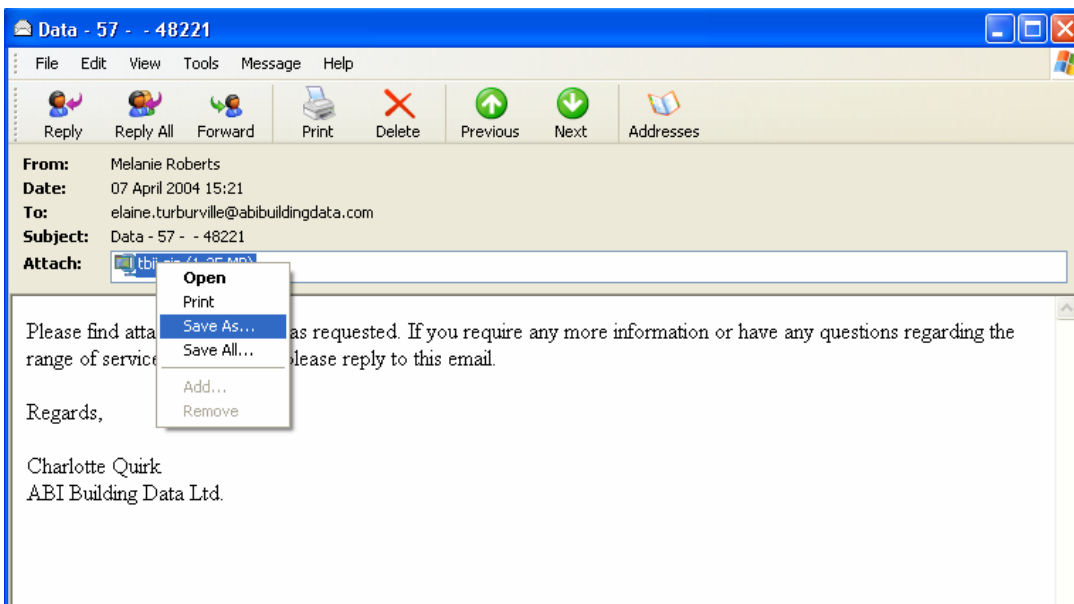 Data - 57 - - 48221
File Edit View Tools Message Help
Reply Reply All Forward Print Delete Previous Next Addresses
From: Melanie Roberts
Date: 07 April 2004 15:21
To: elaine.turburville@abibuildingdata.com
Subject: Data - 57 - - 48221
Attach:
Open
Print
Save As...
Save All...
Add...
Remove
Please find as requested. If you require any more information or have any questions regarding the
range of please reply to this email.
Regards,
Charlotte Quirk
ABI Building Data Ltd.